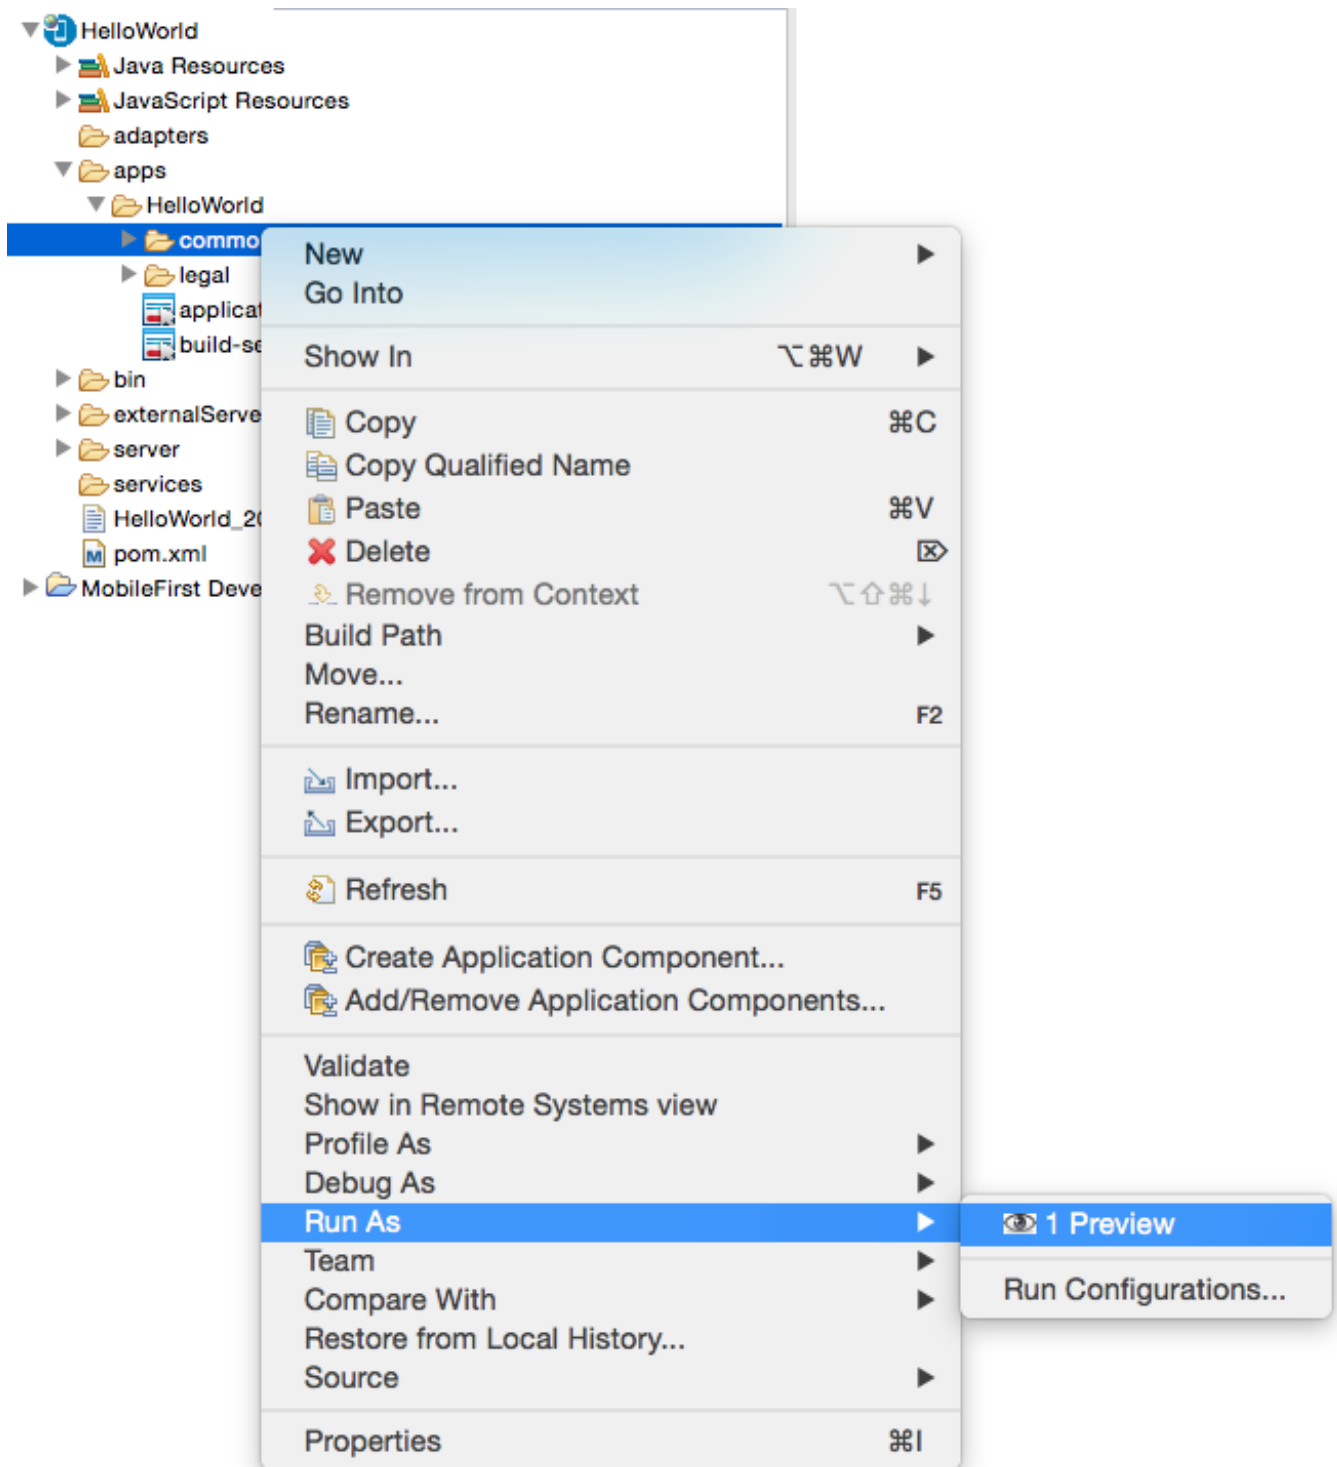 HelloWorld
Java Resources
JavaScript Resources
adapters
apps
HelloWorld
commo
legal
applicat
build-se
bin
externalServe
server
services
HelloWorld_20
pom.xml
MobileFirst Deve
New
Go Into
Show In ⌥⌘W
Copy ⌘C
Copy Qualified Name
Paste ⌘V
Delete ⌦
Remove from Context ⌥⇧⌘↓
Build Path
Move...
Rename... F2
Import...
Export...
Refresh F5
Create Application Component...
Add/Remove Application Components...
Validate
Show in Remote Systems view
Profile As
Debug As
Run As
1 Preview
Run Configurations...
Team
Compare With
Restore from Local History...
Source
Properties ⌘I